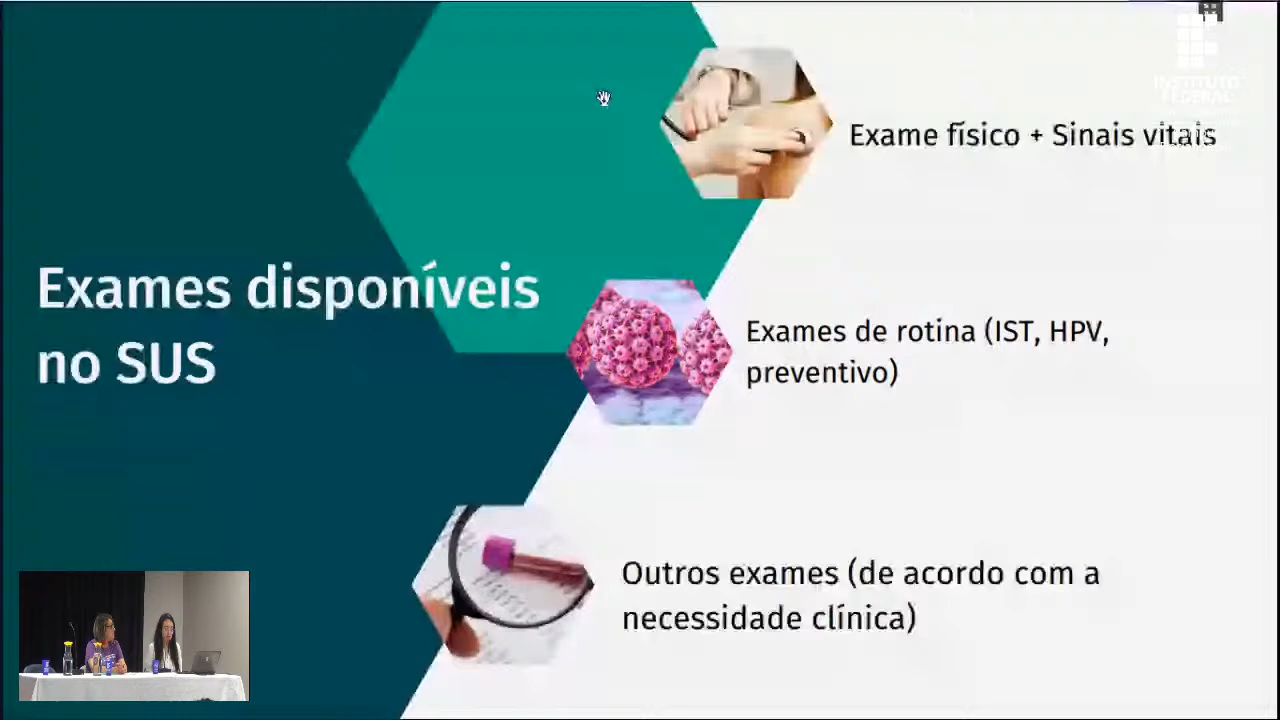 INSTITUTO
FEDERAL
Exame físico + Sinais vitais
Exames disponíveis
no SUS
Exames de rotina (IST, HPV,
preventivo)
Outros exames (de acordo com a
necessidade clínica)